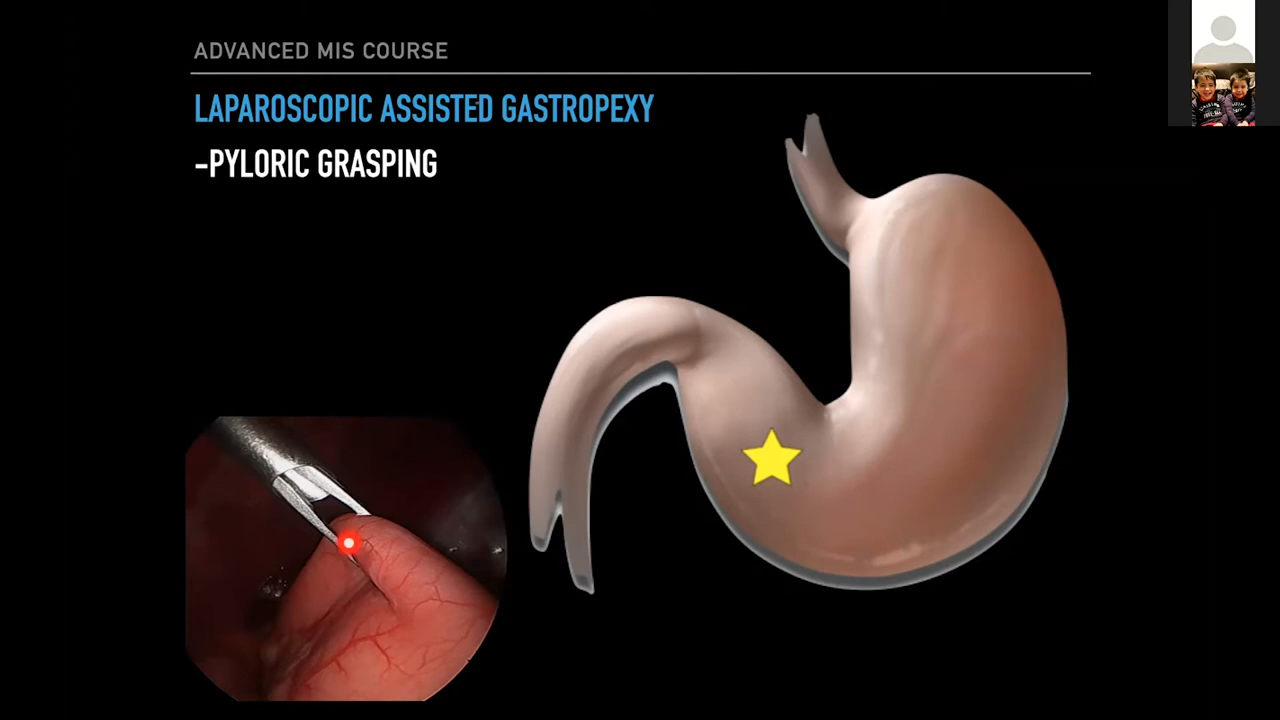 ADVANCED MIS COURSE
LAPAROSCOPIC ASSISTED GASTROPEXY
-PYLORIC GRASPING